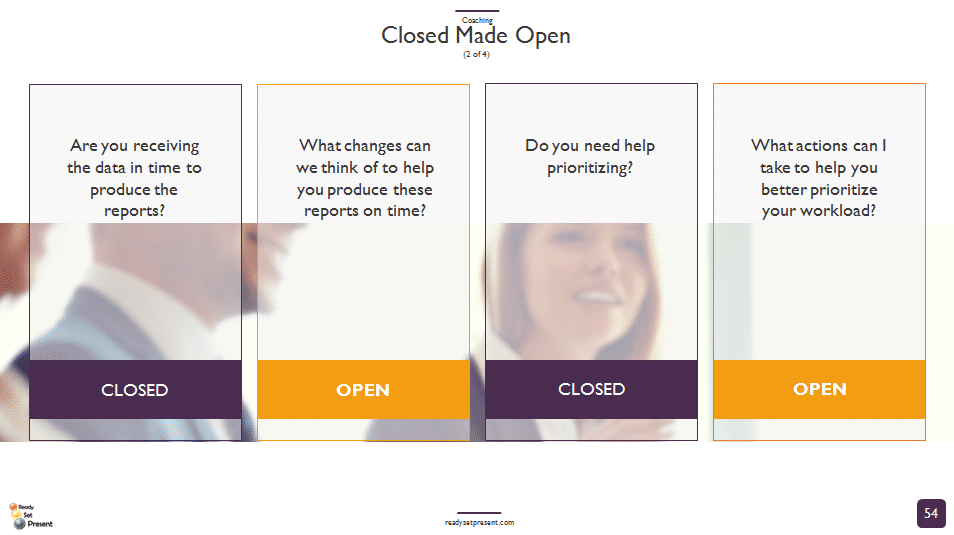 Coaching
Closed Made Open
(2 of 4)
Are you receiving
the data in time to
produce the
reports?
CLOSED
What changes can
we think of to help
you produce these
reports on time?
OPEN
Do you need help
prioritizing?
CLOSED
What actions can I
take to help you
better prioritize
your workload?
OPEN
Ready
Set
Present
readysetpresent.com
54